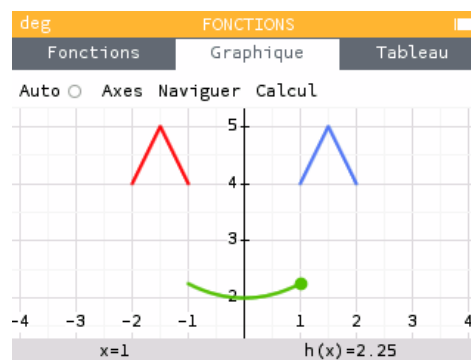 deg FONCTIONS
Fonctions Graphique Tableau
Auto Axes Naviguer Calcul
5
4
3
2
-4 -3 -2 -1 1 2 3 4
x=1 h(x)=2.25